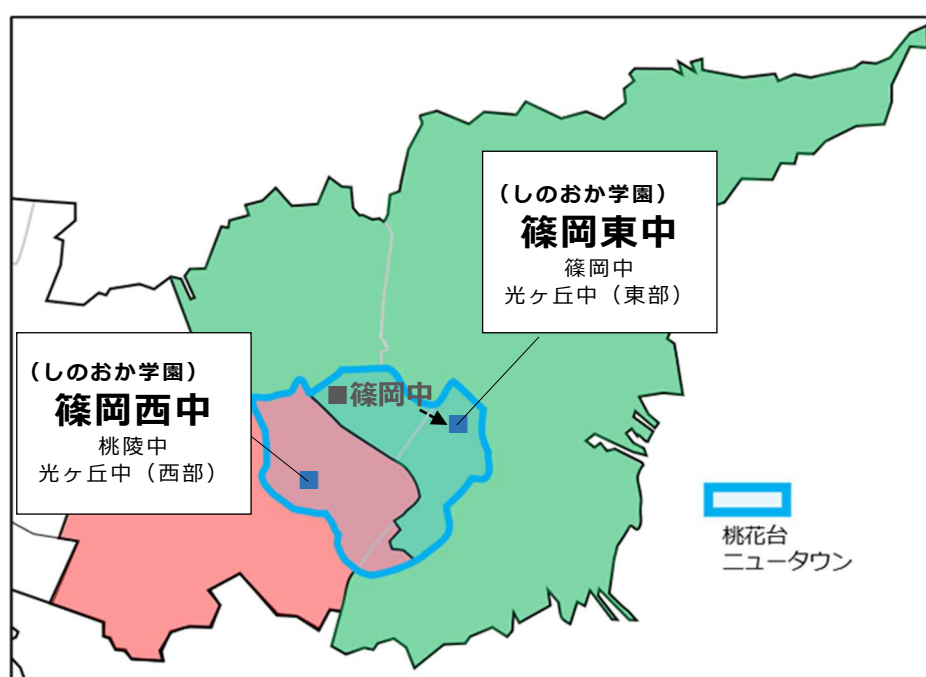 （しのおか学園）
篠岡東中
篠岡中
光ヶ丘中（東部）
（しのおか学園）
篠岡西中
桃陵中
光ヶ丘中（西部）
■篠岡中
桃花台
ニュータウン